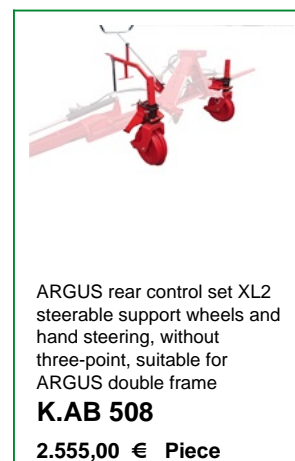 ARGUS rear control set XL2
steerable support wheels and
hand steering, without
three-point, suitable for
ARGUS double frame
K.AB 508
2.555,00 € Piece